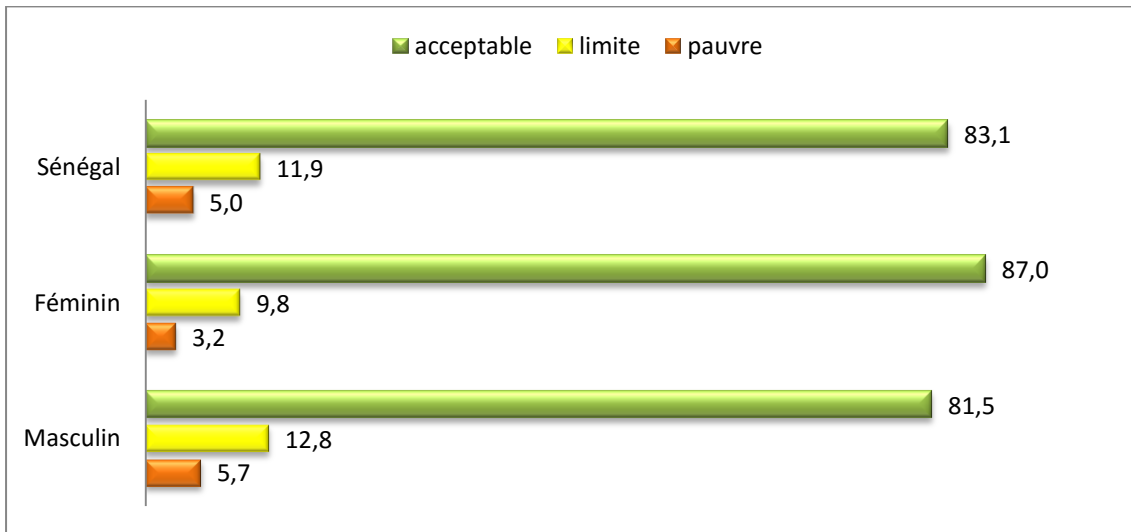 acceptable limite pauvre
Sénégal
83,1
11,9
5,0
Féminin
87,0
9,8
3,2
Masculin
81,5
12,8
5,7